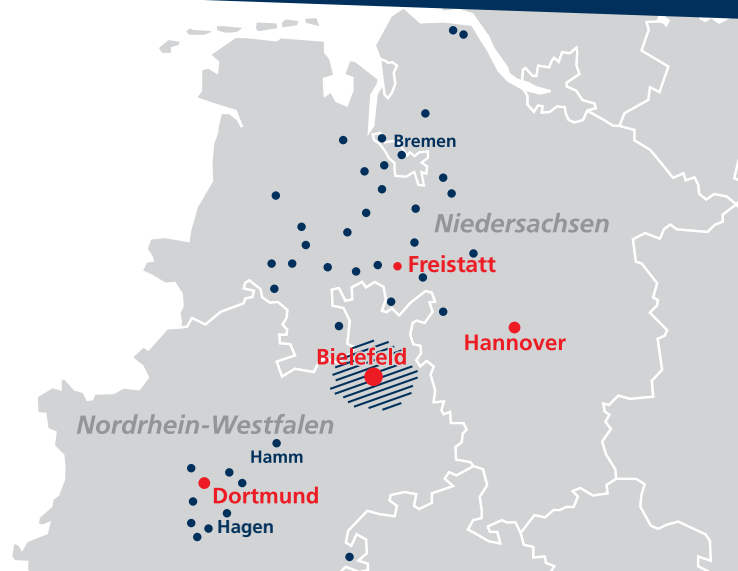 Bremen
Niedersachsen
Freistatt
Hannover
Bielefeld
Nordrhein-Westfalen
Hamm
Dortmund
Hagen